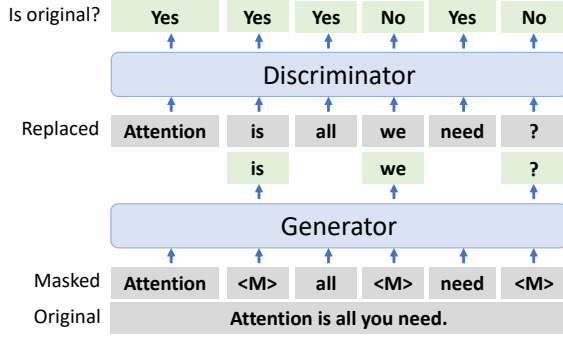 Is original? Yes Yes Yes No Yes No
Discriminator
Replaced Attention is all we need ?
is we ?
Generator
Masked Attention <M> all <M> need <M>
Original Attention is all you need.